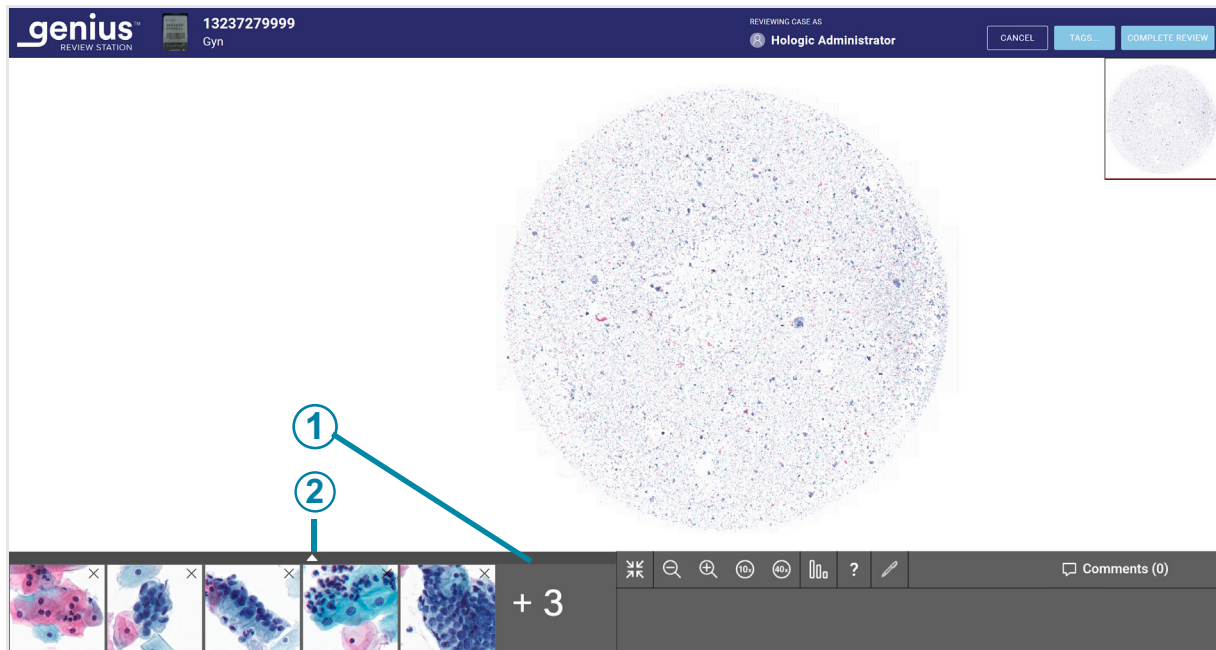 genius™
REVIEW STATION
13237279999
Gyn
REVIEWING CASE AS
Hologic Administrator
CANCEL
TAGS...
COMPLETE REVIEW
1
2
+ 3
10x
40x
?
Comments (0)